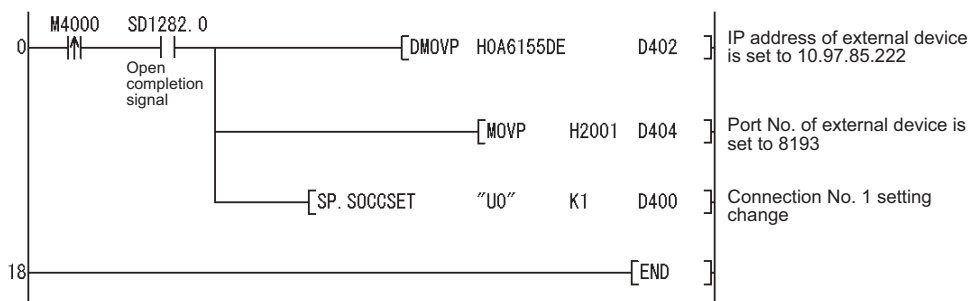 M4000 SD1282.0
0
Open
completion
signal
DMOVP H0A6155DE D402
IP address of external device
is set to 10.97.85.222
MOVP H2001 D404
Port No. of external device is
set to 8193
SP.SOCCSET "U0" K1 D400
Connection No. 1 setting
change
18
END